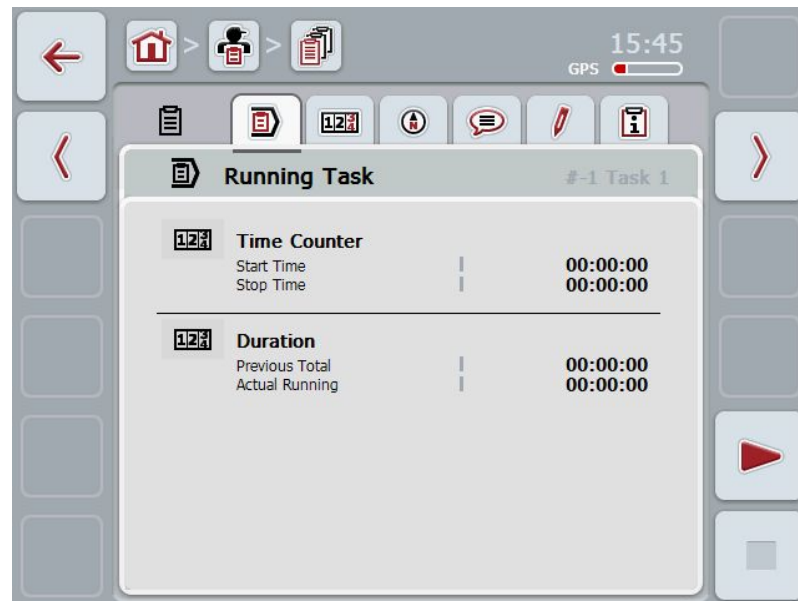 15:45
GPS
Running Task #-1 Task 1
Time Counter
Start Time 00:00:00
Stop Time 00:00:00
Duration
Previous Total 00:00:00
Actual Running 00:00:00